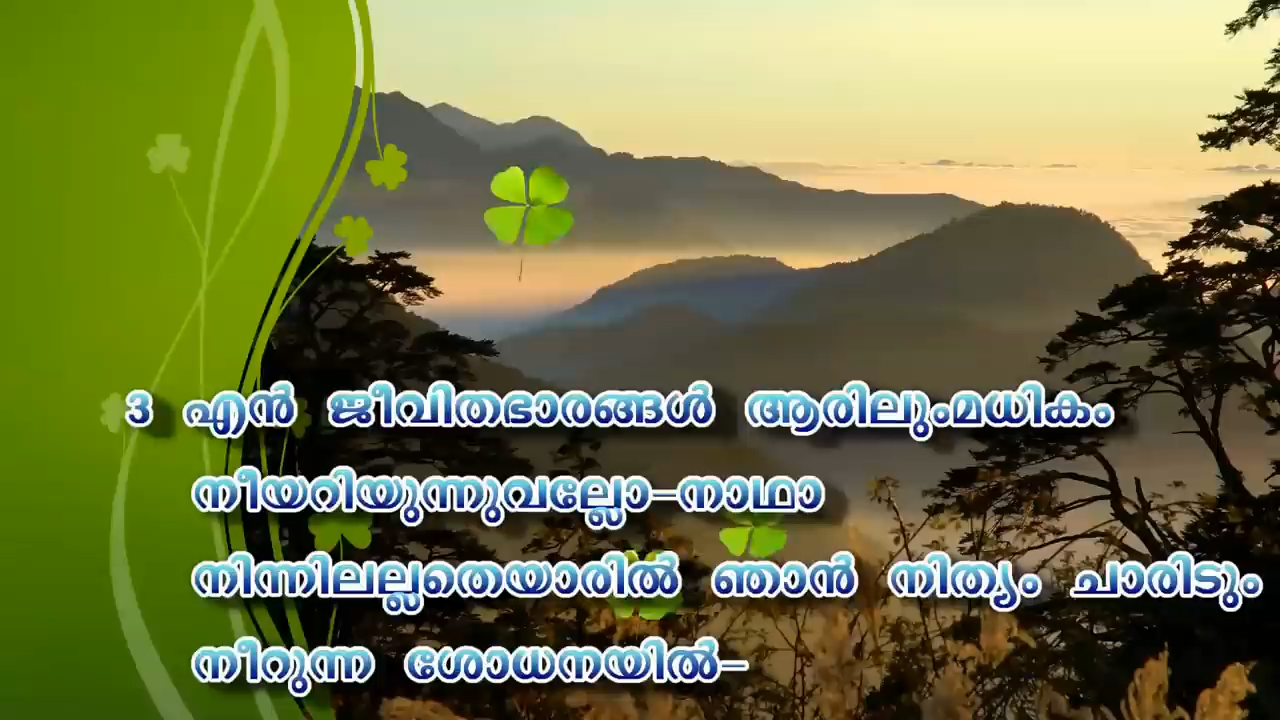 3 എൻ ജീവിതഭാരങ്ങൾ ആരിലുംമധികം
നീയറിയുന്നുവല്ലോ-നാഥാ
നിന്നിലല്ലതെയാരിൽ ഞാൻ നിത്യം ചാരിടും
നീറുന്ന ശോധനയിൽ-